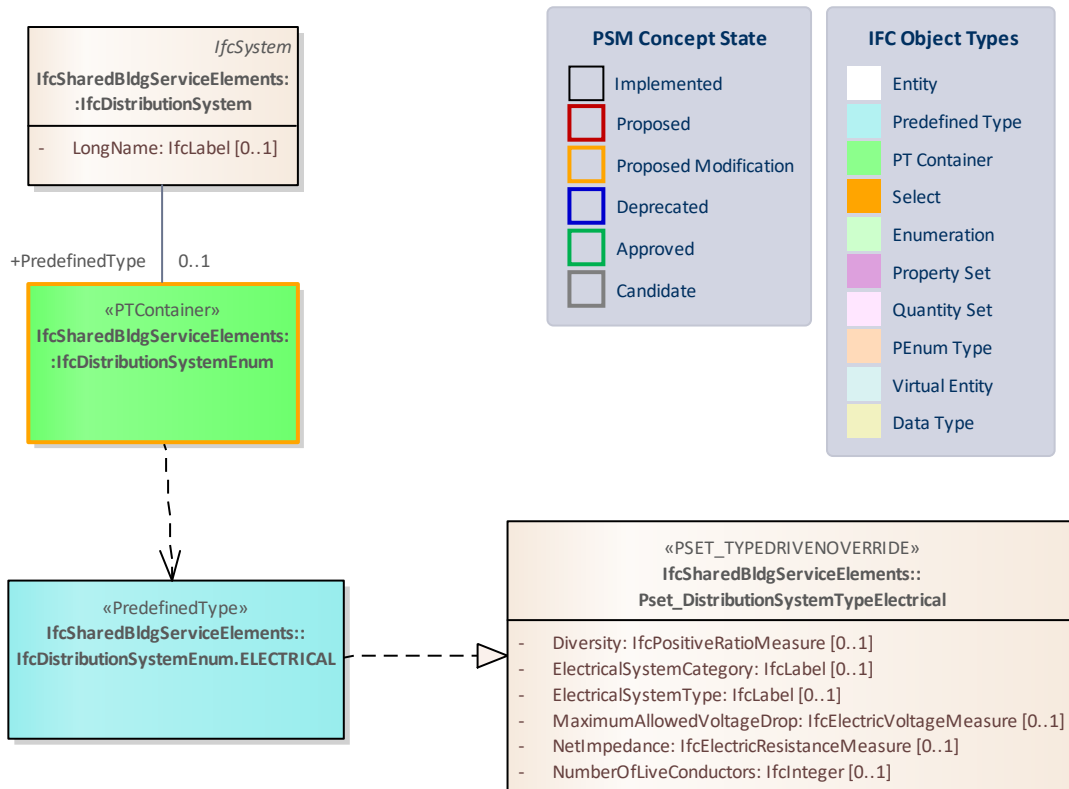 IfcSystem
IfcSharedBldgServiceElements:
:IfcDistributionSystem
- LongName: IfcLabel [0..1]
+PredefinedType 0..1
«PTContainer»
IfcSharedBldgServiceElements:
:IfcDistributionSystemEnum
«PredefinedType»
IfcSharedBldgServiceElements::
IfcDistributionSystemEnum.ELECTRICAL
«PSET_TYPEDRIVENOVERRIDE»
IfcSharedBldgServiceElements::
Pset_DistributionSystemTypeElectrical
- Diversity: IfcPositiveRatioMeasure [0..1]
- ElectricalSystemCategory: IfcLabel [0..1]
- ElectricalSystemType: IfcLabel [0..1]
- MaximumAllowedVoltageDrop: IfcElectricVoltageMeasure [0..1]
- NetImpedance: IfcElectricResistanceMeasure [0..1]
- NumberOfLiveConductors: IfcInteger [0..1]
PSM Concept State
Implemented
Proposed
Proposed Modification
Deprecated
Approved
Candidate
IFC Object Types
Entity
Predefined Type
PT Container
Select
Enumeration
Property Set
Quantity Set
PEnum Type
Virtual Entity
Data Type